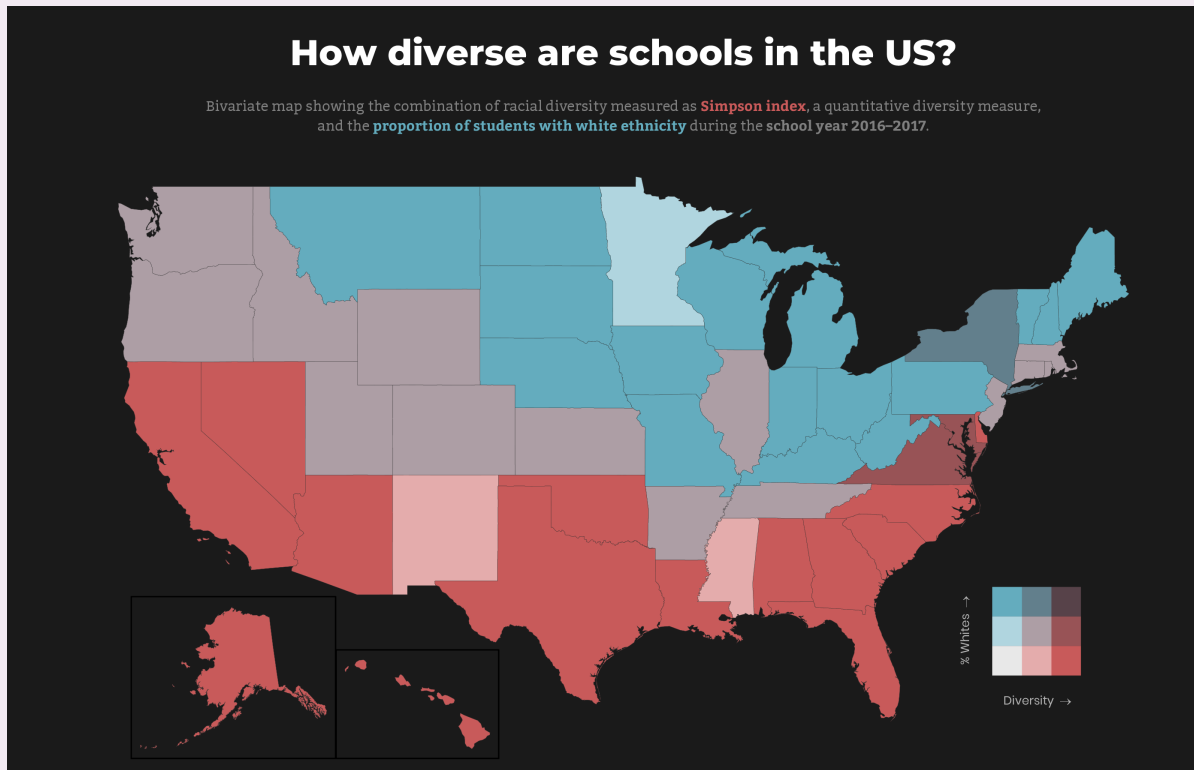 How diverse are schools in the US?
Bivariate map showing the combination of racial diversity measured as Simpson index, a quantitative diversity measure,
and the proportion of students with white ethnicity during the school year 2016–2017.
% Whites →
Diversity →